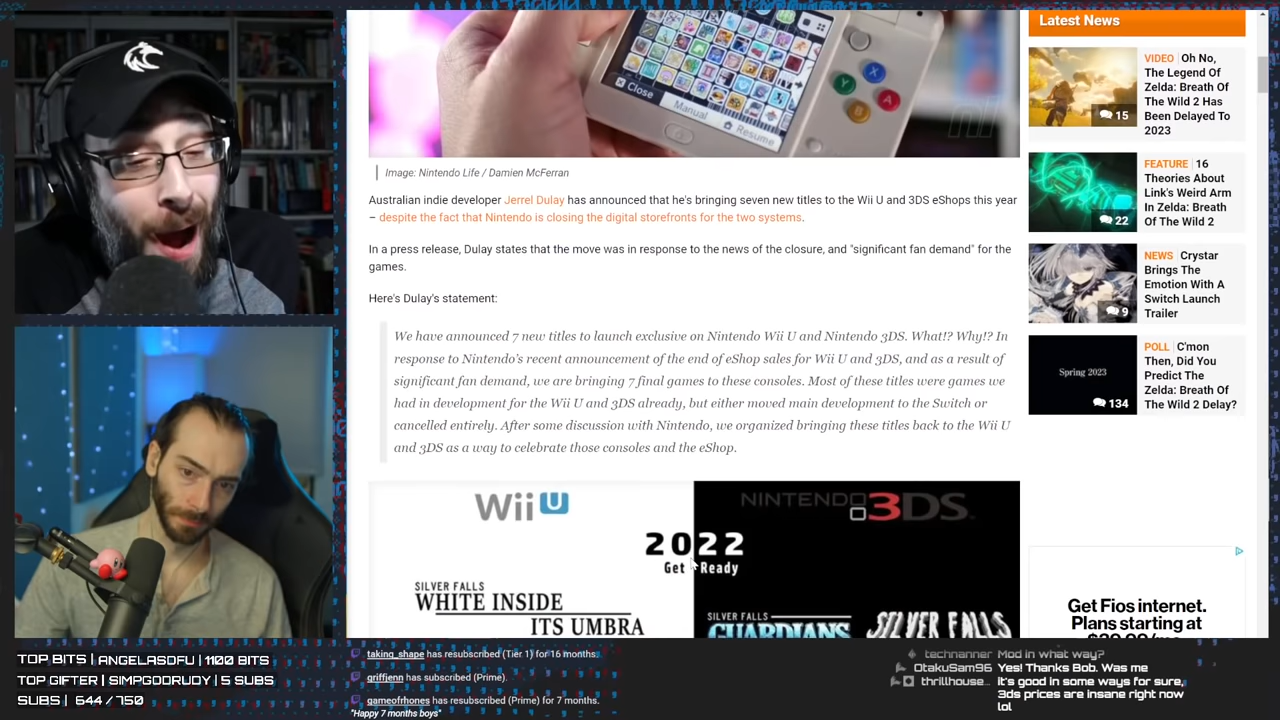 Close
Manual
Resume
Y
X
B
A
nl
Image: Nintendo Life / Damien McFerran
Australian indie developer Jerrel Dulay has announced that he's bringing seven new titles to the Wii U and 3DS eShops this year
– despite the fact that Nintendo is closing the digital storefronts for the two systems.
In a press release, Dulay states that the move was in response to the news of the closure, and "significant fan demand" for the
games.
Here's Dulay's statement:
We have announced 7 new titles to launch exclusive on Nintendo Wii U and Nintendo 3DS. What!? Why!? In
response to Nintendo's recent announcement of the end of eShop sales for Wii U and 3DS, and as a result of
significant fan demand, we are bringing 7 final games to these consoles. Most of these titles were games we
had in development for the Wii U and 3DS already, but either moved main development to the Switch or
cancelled entirely. After some discussion with Nintendo, we organized bringing these titles back to the Wii U
and 3DS as a way to celebrate those consoles and the eShop.
Wii U
NINTENDO 3DS
2022
Get Ready
SILVER FALLS
WHITE INSIDE
ITS UMBRA
SILVER FALLS
GUARDIANS
SILVER FALLS
Latest News
VIDEO | Oh No,
The Legend Of
Zelda: Breath Of
The Wild 2 Has
Been Delayed To
2023
15
FEATURE | 16
Theories About
Link's Weird Arm
In Zelda: Breath
Of The Wild 2
22
NEWS | Crystar
Brings The
Emotion With A
Switch Launch
Trailer
9
POLL | C'mon
Then, Did You
Predict The
Zelda: Breath Of
The Wild 2 Delay?
Spring 2023
134
Get Fios internet.
Plans starting at
TOP BITS | ANGELASDFU | 1100 BITS
TOP GIFTER | SIMPGODRUDY | 5 SUBS
SUBS | 644 / 750
taking_shape has resubscribed (Tier 1) for 16 months.
griffjenn has subscribed (Prime).
gameofrhones has resubscribed (Prime) for 7 months.
"Happy 7 months boys"
technanner Mod in what way?
OtakuSam96 Yes! Thanks Bob. Was me
thrillhouse... it's good in some ways for sure,
3ds prices are insane right now
lol